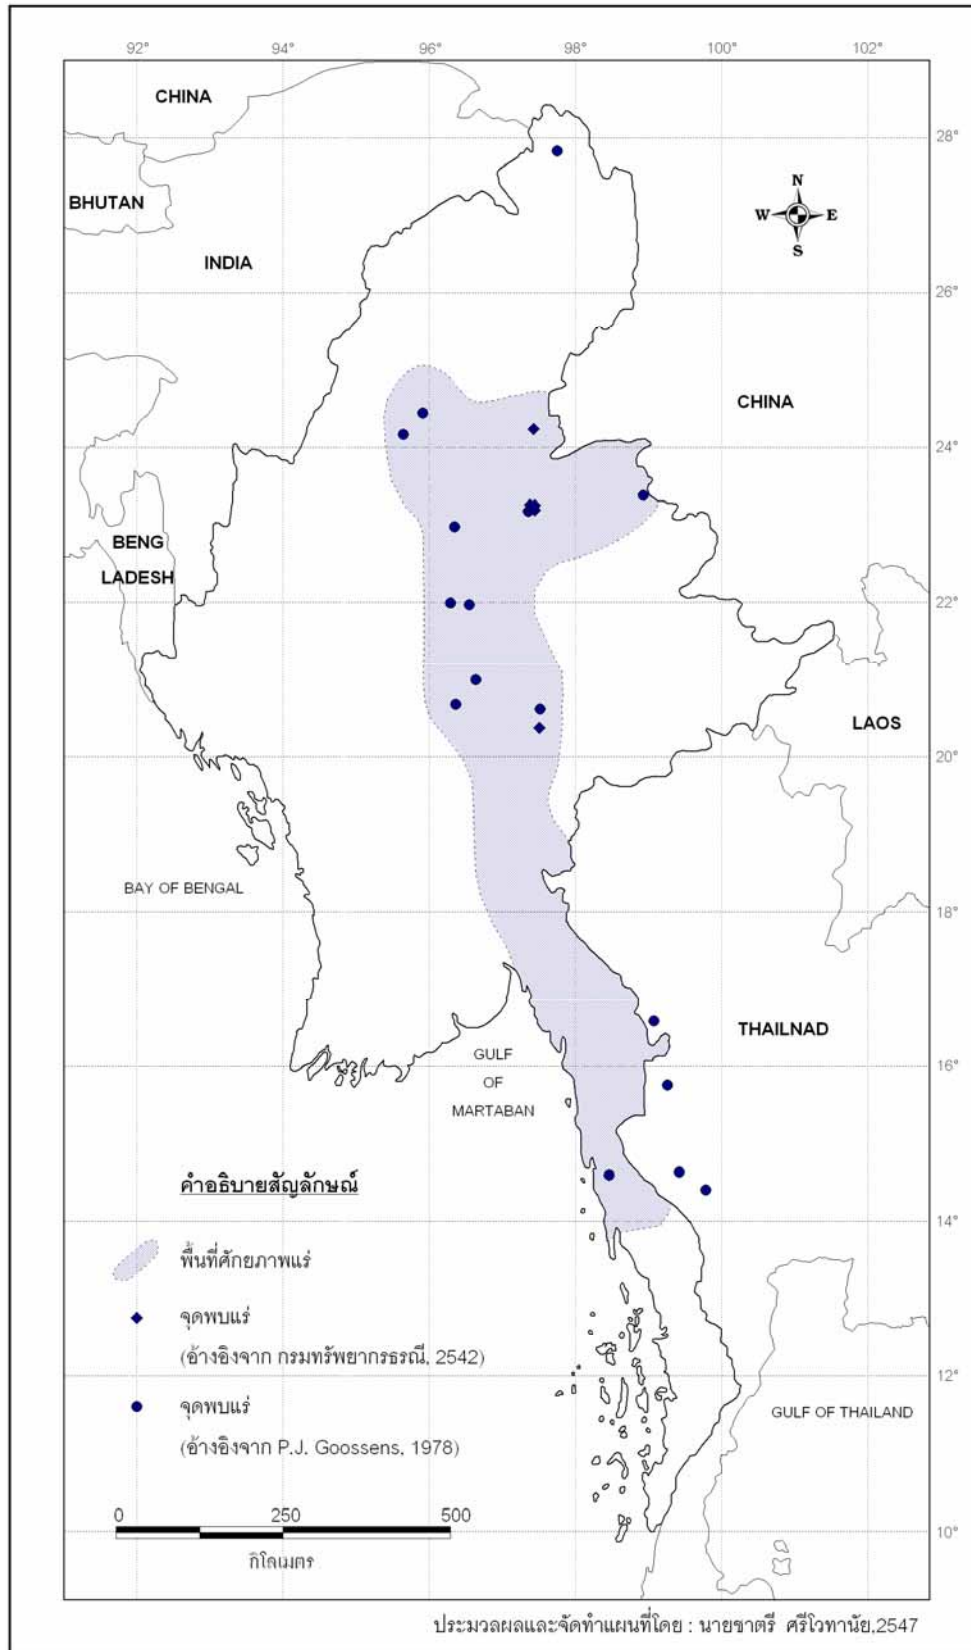 92° 94° 96° 98° 100° 102°
CHINA
28°
BHUTAN
N
W E
S
INDIA
26°
CHINA
24°
BENG
LADESH
22°
LAOS
20°
BAY OF BENGAL
18°
THAILNAD
GULF
OF
MARTABAN
16°
คำอธิบายสัญลักษณ์
14°
พื้นที่ศักยภาพแร่
จุดพบแร่
(อ้างอิงจาก กรมทรัพยากรธรณี, 2542)
12°
จุดพบแร่
GULF OF THAILAND
(อ้างอิงจาก P.J. Goossens, 1978)
0 250 500
10°
กิโลเมตร
ประมวลผลและจัดทำแผนที่โดย : นายชาตรี ศรีโวทานัย,2547